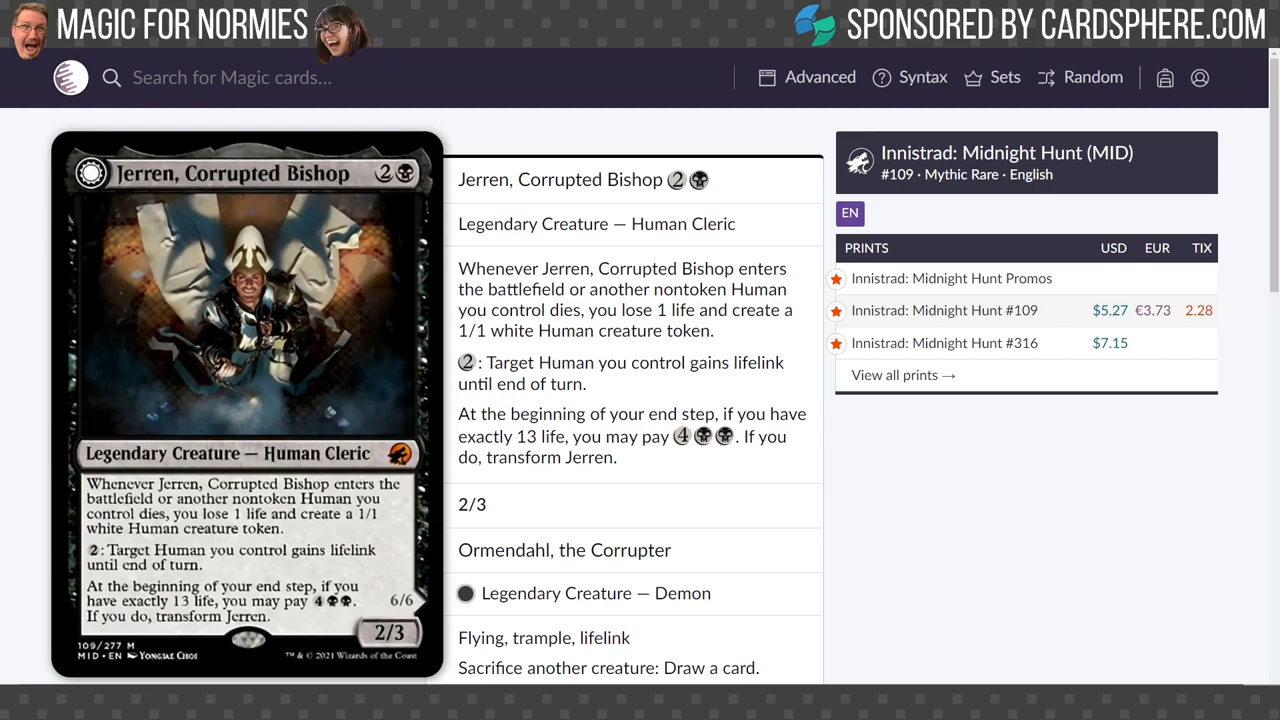 MAGIC FOR NORMIES
SPONSORED BY CARDSPHERE.COM
Search for Magic cards...
Advanced
Syntax
Sets
Random
Jerren, Corrupted Bishop 2
Legendary Creature — Human Cleric
Whenever Jerren, Corrupted Bishop enters the
battlefield or another nontoken Human you
control dies, you lose 1 life and create a 1/1
white Human creature token.
2: Target Human you control gains lifelink
until end of turn.
At the beginning of your end step, if you
have exactly 13 life, you may pay 4.
If you do, transform Jerren.
6/6
2/3
109/277 M
MID • EN YONGJAE CHOI
™ & © 2021 Wizards of the Coast
Jerren, Corrupted Bishop 2
Legendary Creature — Human Cleric
Whenever Jerren, Corrupted Bishop enters
the battlefield or another nontoken Human
you control dies, you lose 1 life and create a
1/1 white Human creature token.
2: Target Human you control gains lifelink
until end of turn.
At the beginning of your end step, if you have
exactly 13 life, you may pay 4. If you
do, transform Jerren.
2/3
Ormendahl, the Corrupter
Legendary Creature — Demon
Flying, trample, lifelink
Sacrifice another creature: Draw a card.
Innistrad: Midnight Hunt (MID)
#109 · Mythic Rare · English
EN
PRINTS USD EUR TIX
Innistrad: Midnight Hunt Promos
Innistrad: Midnight Hunt #109 $5.27 €3.73 2.28
Innistrad: Midnight Hunt #316 $7.15
View all prints →